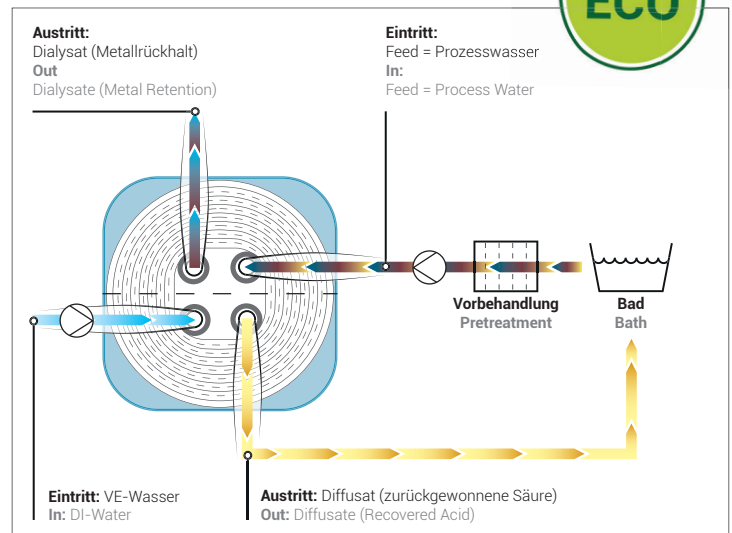 ECO
Austritt:
Dialysat (Metallrückhalt)
Out
Dialysate (Metal Retention)
Eintritt:
Feed = Prozesswasser
In:
Feed = Process Water
Vorbehandlung
Pretreatment
Bad
Bath
Eintritt: VE-Wasser
In: DI-Water
Austritt: Diffusat (zurückgewonnene Säure)
Out: Diffusate (Recovered Acid)